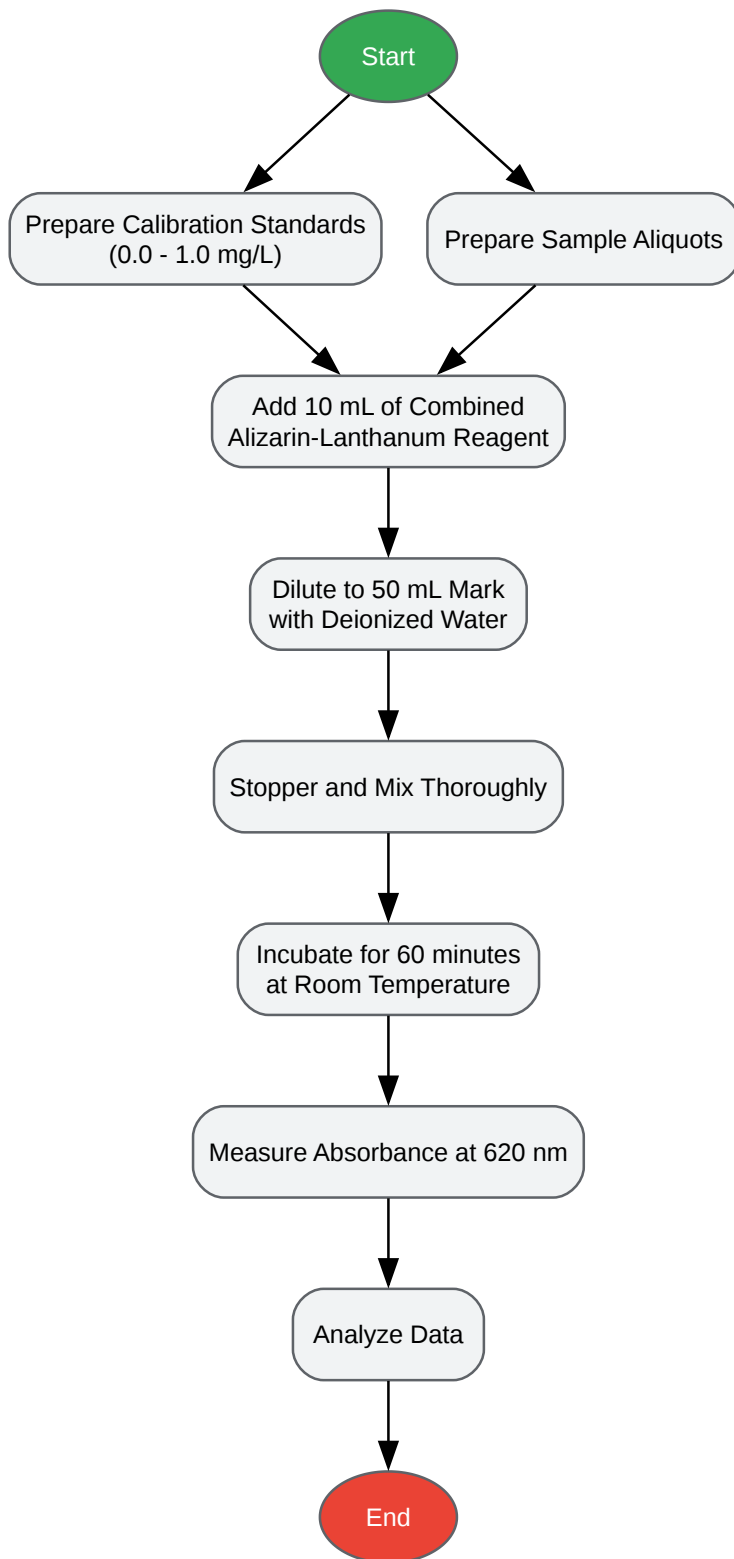 Start
Prepare Calibration Standards
(0.0 - 1.0 mg/L)
Prepare Sample Aliquots
Add 10 mL of Combined
Alizarin-Lanthanum Reagent
Dilute to 50 mL Mark
with Deionized Water
Stopper and Mix Thoroughly
Incubate for 60 minutes
at Room Temperature
Measure Absorbance at 620 nm
Analyze Data
End